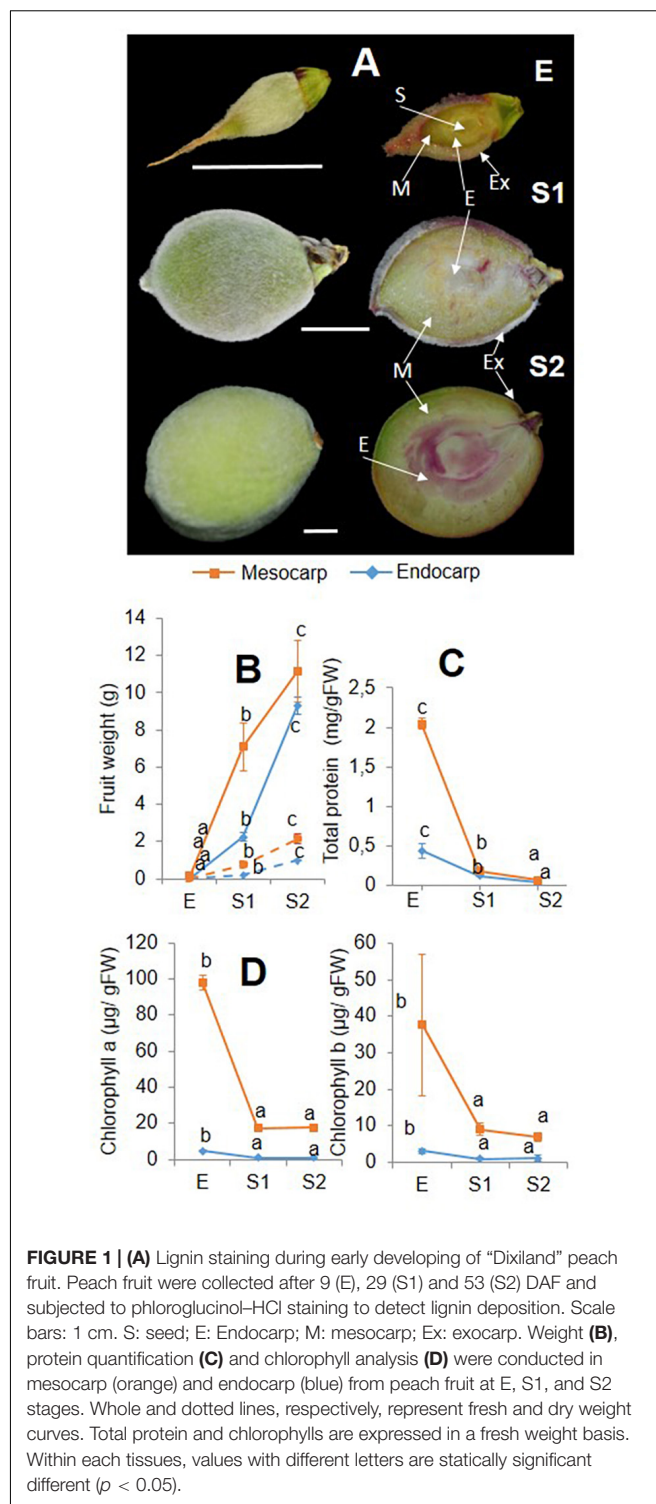 A
E
S
M
Ex
E
S1
M
Ex
S2
E
Mesocarp Endocarp
B
Fruit weight (g)
14
12
10
8
6
4
2
0
a
a
a
a
b
b
b
b
c
c
c
c
E S1 S2
C
Total protein (mg/gFW)
2,5
2
1,5
1
0,5
0
c
c
b
b
a
a
E S1 S2
D
Chlorophyll a (µg/ gFW)
120
100
80
60
40
20
0
b
a
a
b
a
a
E S1 S2
Chlorophyll b (µg/ gFW)
60
50
40
30
20
10
0
b
a
a
b
a
a
E S1 S2
FIGURE 1 | (A) Lignin staining during early developing of “Dixiland” peach
fruit. Peach fruit were collected after 9 (E), 29 (S1) and 53 (S2) DAF and
subjected to phloroglucinol–HCl staining to detect lignin deposition. Scale
bars: 1 cm. S: seed; E: Endocarp; M: mesocarp; Ex: exocarp. Weight (B),
protein quantification (C) and chlorophyll analysis (D) were conducted in
mesocarp (orange) and endocarp (blue) from peach fruit at E, S1, and S2
stages. Whole and dotted lines, respectively, represent fresh and dry weight
curves. Total protein and chlorophylls are expressed in a fresh weight basis.
Within each tissues, values with different letters are statically significant
different (p < 0.05).